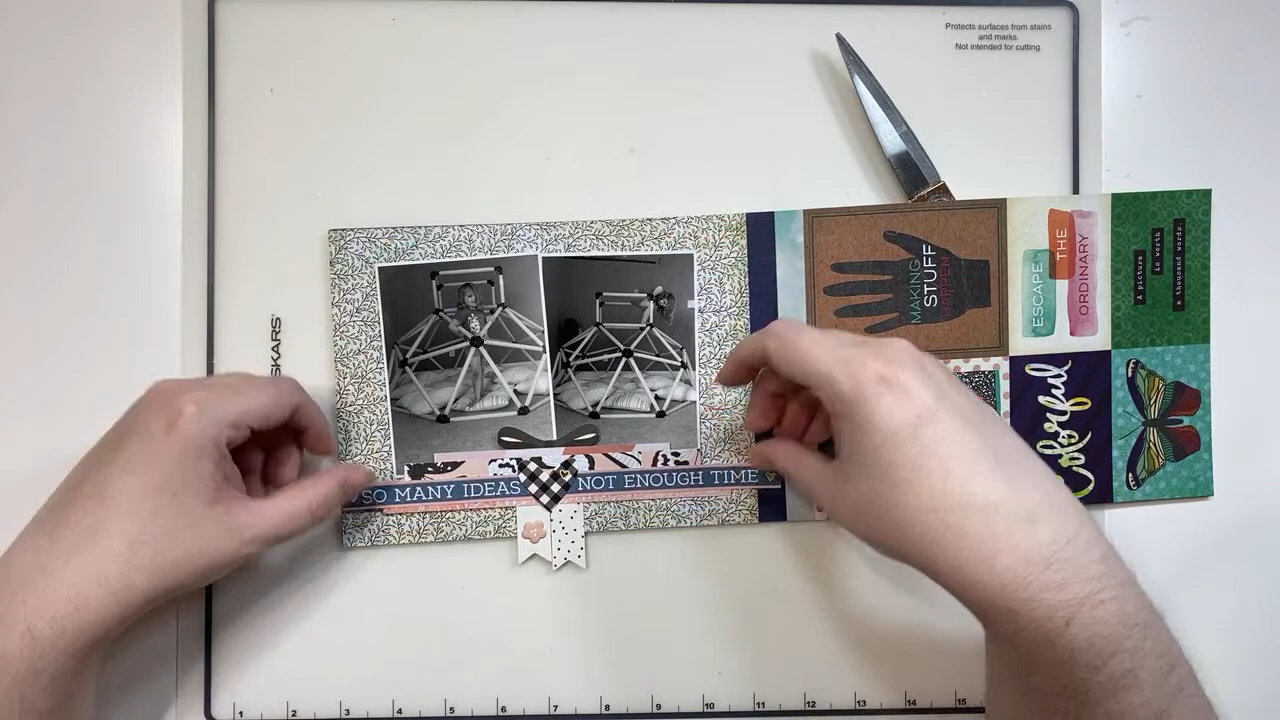 Protects surfaces from stains
and marks.
Not intended for cutting
SKARS
SO MANY IDEAS NOT ENOUGH TIME
MAKING
STUFF
HAPPEN
ESCAPE
THE
ORDINARY
A picture
is worth
a thousand words.
Colorful
1 2 3 4 5 6 7 8 9 10 11 12 13 14 15